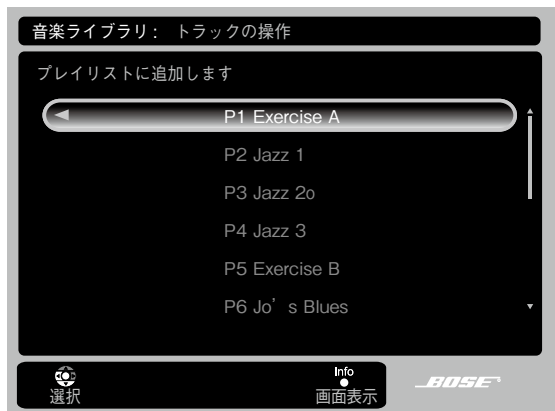 音楽ライブラリ： トラックの操作
プレイリストに追加します
P1 Exercise A
P2 Jazz 1
P3 Jazz 2o
P4 Jazz 3
P5 Exercise B
P6 Jo’s Blues
選択
Info
画面表示
BOSE